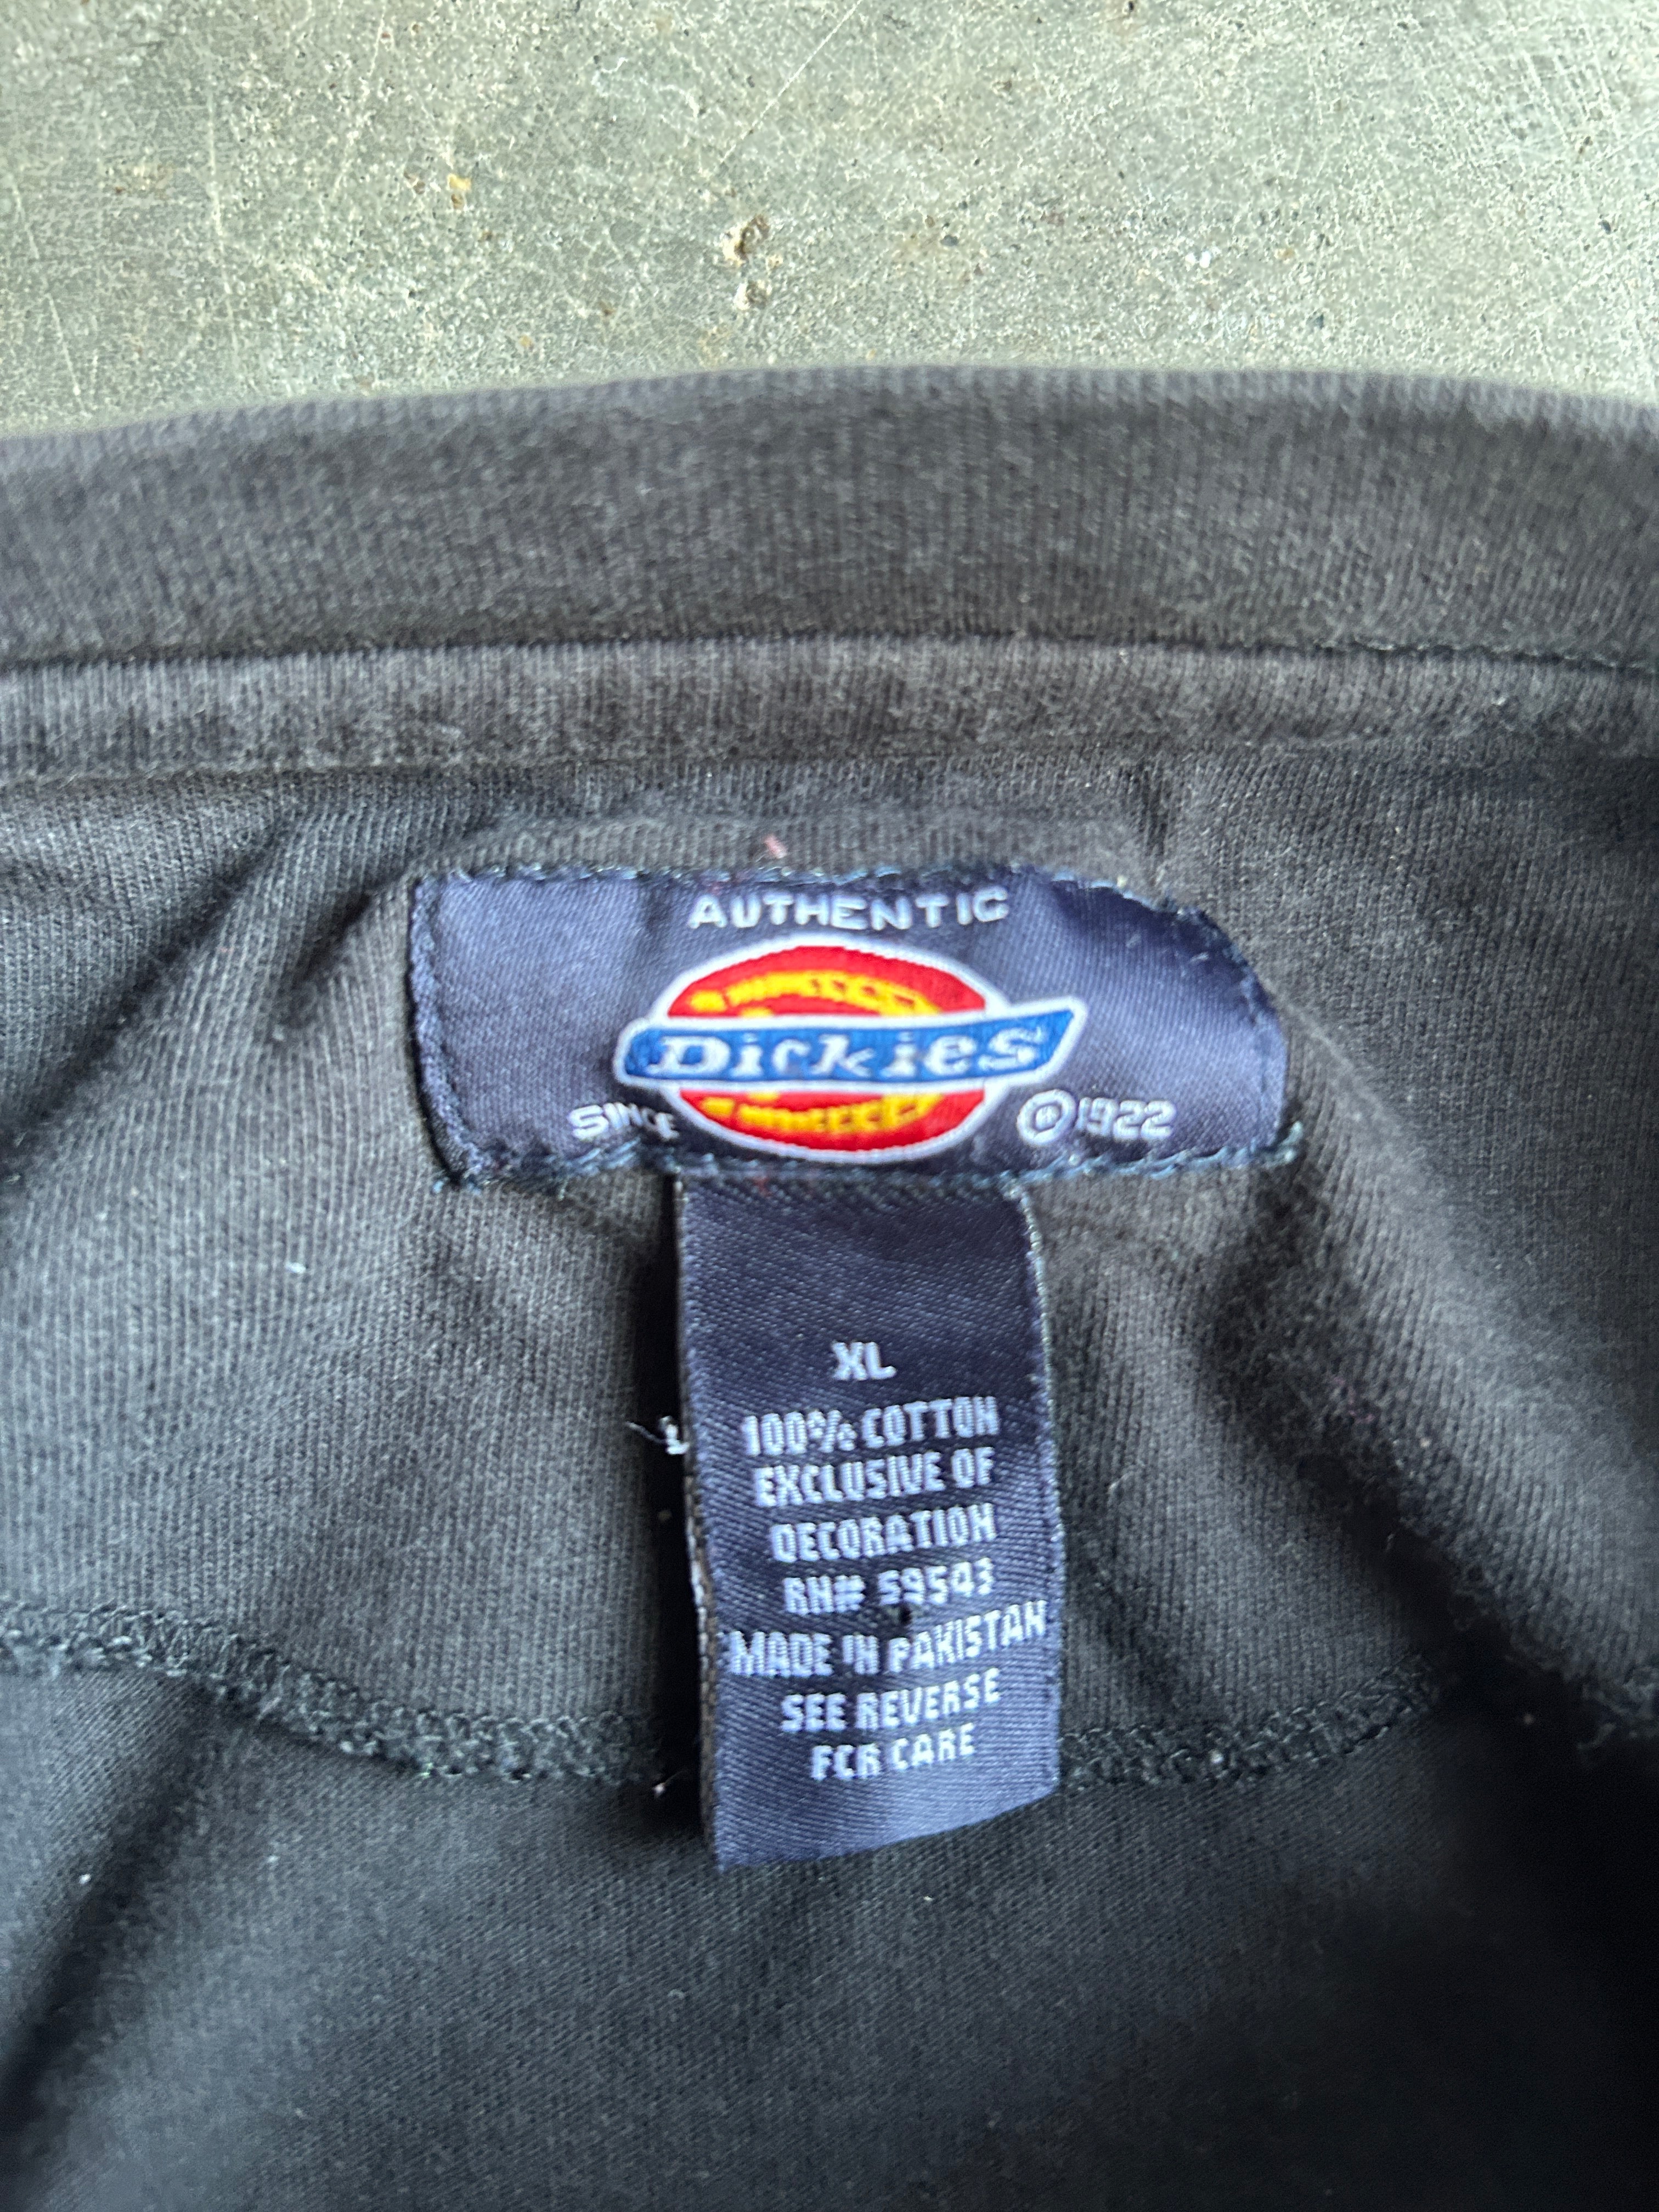 AUTHENTIC
Dickies
SINCE ® 1922
XL
100% COTTON
EXCLUSIVE OF
DECORATION
RN# 59543
MADE IN PAKISTAN
SEE REVERSE
FOR CARE